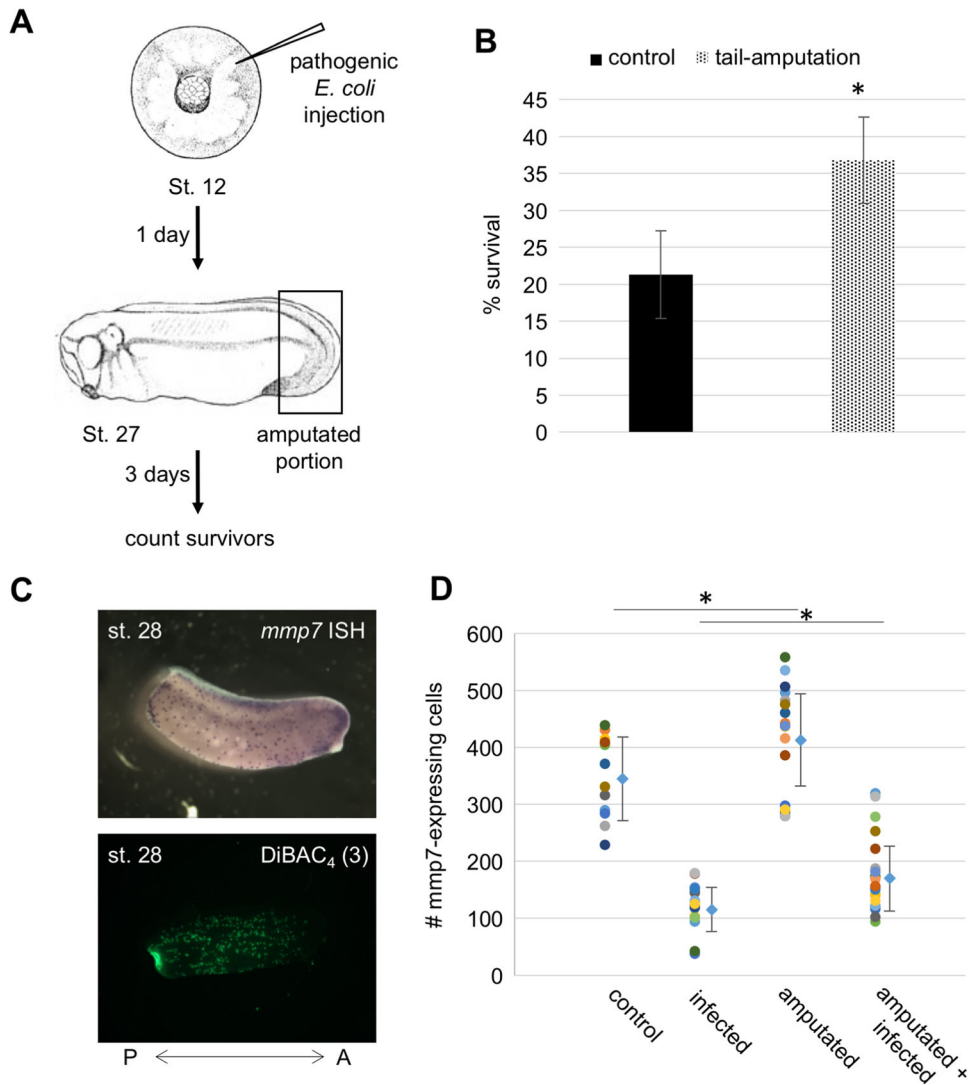 A
pathogenic
E. coli
injection
St. 12
1 day
St. 27
amputated
portion
3 days
count survivors
B
■ control ▒ tail-amputation
*
% survival
45
40
35
30
25
20
15
10
5
0
C
st. 28 mmp7 ISH
st. 28 DiBAC₄ (3)
P A
D
*
*
# mmp7-expressing cells
600
500
400
300
200
100
0
control
infected
amputated
amputated +
infected